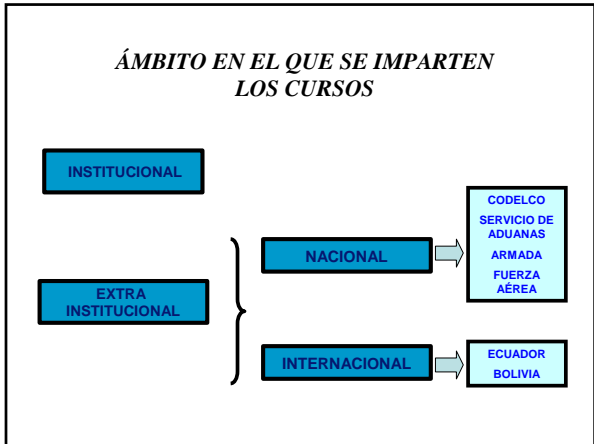 ÁMBITO EN EL QUE SE IMPARTEN
LOS CURSOS
INSTITUCIONAL
EXTRA
INSTITUCIONAL
NACIONAL
CODELCO
SERVICIO DE
ADUANAS
ARMADA
FUERZA
AÉREA
INTERNACIONAL
ECUADOR
BOLIVIA